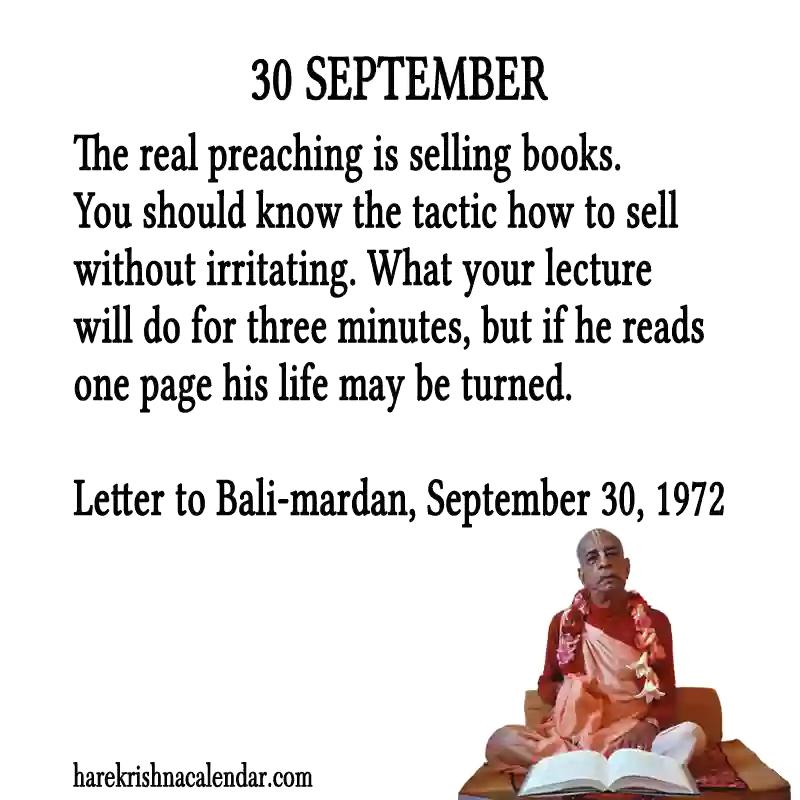 30 SEPTEMBER
The real preaching is selling books.
You should know the tactic how to sell
without irritating. What your lecture
will do for three minutes, but if he reads
one page his life may be turned.
Letter to Bali-mardan, September 30, 1972
harekrishnacalendar.com